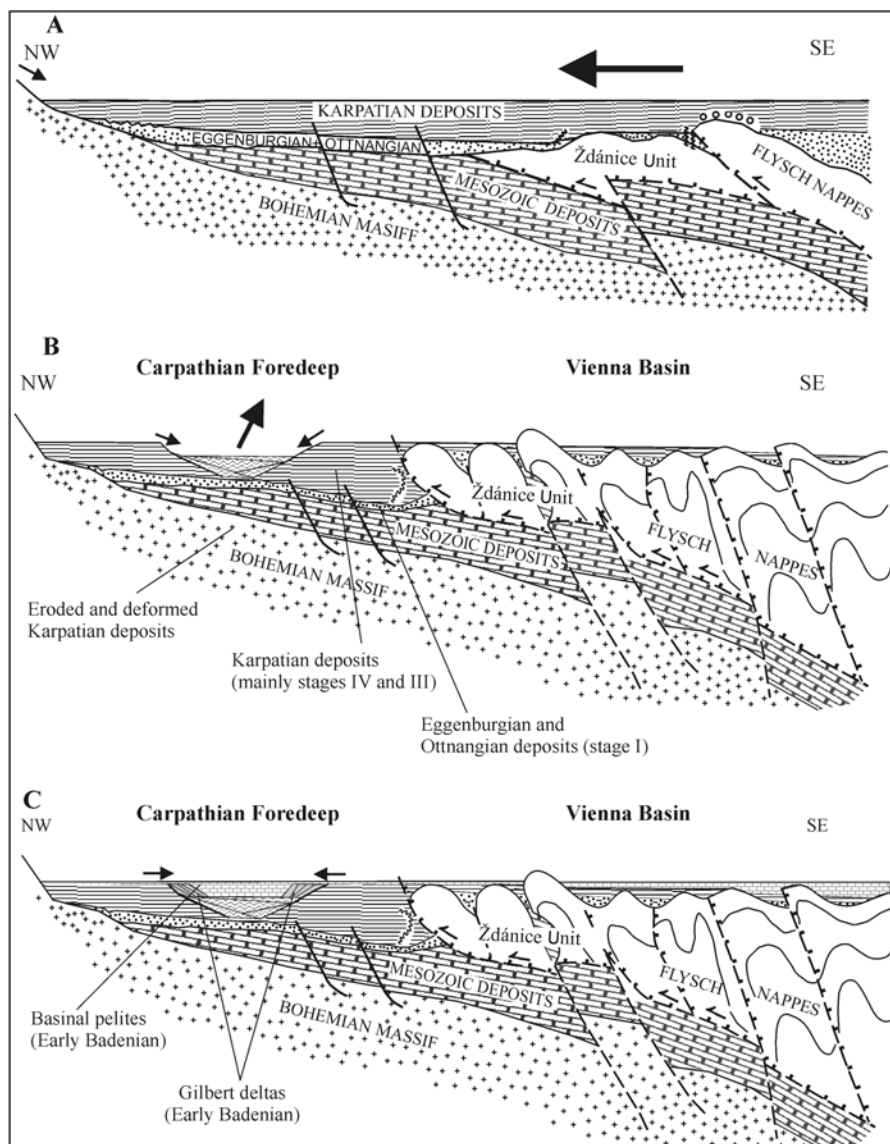 A
NW
SE
KARPATIAN DEPOSITS
EGGENBURGIAN+ OTTNANGIAN
Ždánice Unit
FLYSCH NAPPES
MESOZOIC DEPOSITS
BOHEMIAN MASIFF
B
Carpathian Foredeep
Vienna Basin
NW
SE
Ždánice Unit
FLYSCH
NAPPES
MESOZOIC DEPOSITS
BOHEMIAN MASSIF
Eroded and deformed
Karpatian deposits
Karpatian deposits
(mainly stages IV and III)
Eggenburgian and
Ottnangian deposits (stage I)
C
Carpathian Foredeep
Vienna Basin
NW
SE
Ždánice Unit
FLYSCH
NAPPES
MESOZOIC DEPOSITS
BOHEMIAN MASSIF
Basinal pelites
(Early Badenian)
Gilbert deltas
(Early Badenian)